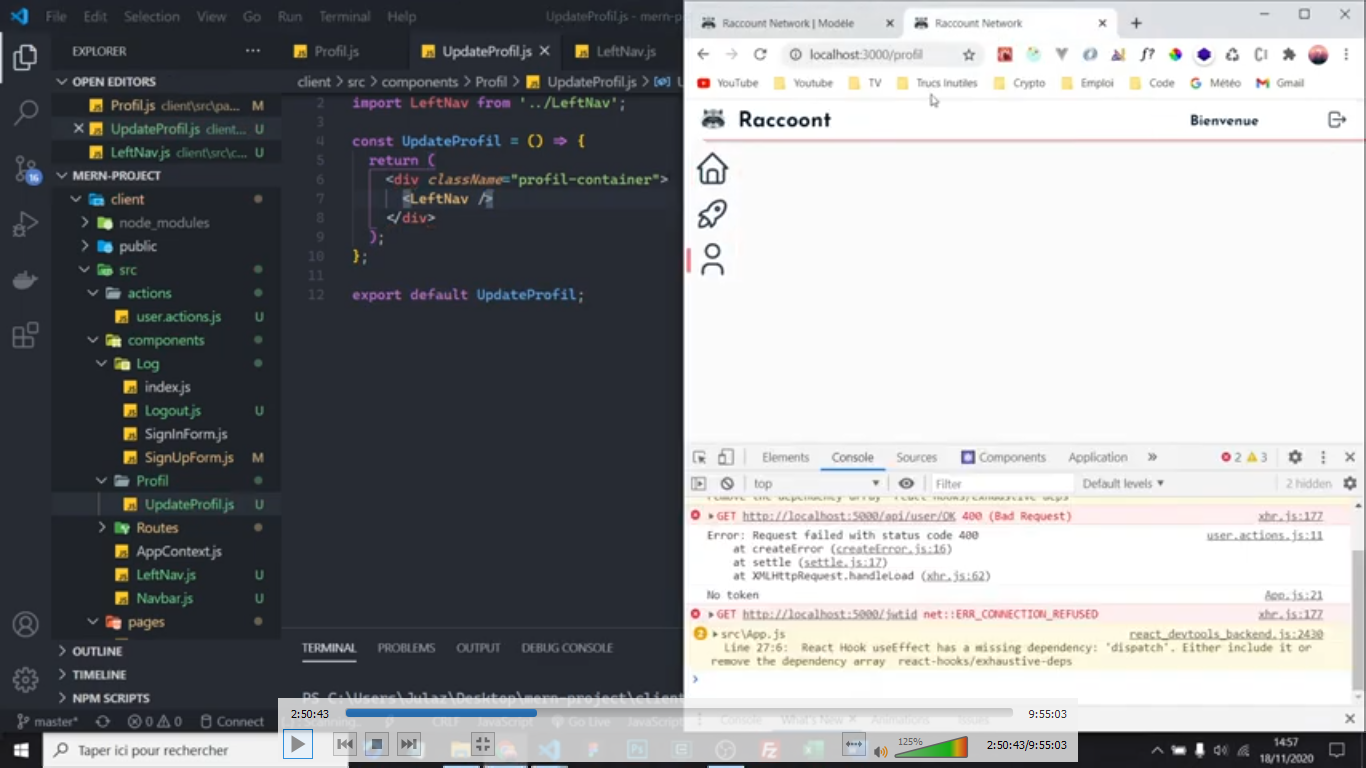 File Edit Selection View Go Run Terminal Help UpdateProfil.js - mern-p
EXPLORER
OPEN EDITORS
Profil.js client\src\pa... M
UpdateProfil.js client... U
LeftNav.js client\src\c... U
MERN-PROJECT
client
node_modules
public
src
actions
user.actions.js U
components
Log
index.js
Logout.js U
SignInForm.js
SignUpForm.js M
Profil
UpdateProfil.js U
Routes
AppContext.js
LeftNav.js U
Navbar.js U
pages
OUTLINE
TIMELINE
NPM SCRIPTS
16
master*
0 0
Connect
Profil.js UpdateProfil.js LeftNav.js
client > src > components > Profil > UpdateProfil.js > U
2 import LeftNav from '../LeftNav';
3
4 const UpdateProfil = () => {
5 return (
6 <div className="profil-container">
7 <LeftNav />
8 </div>
9 );
10 };
11
12 export default UpdateProfil;
TERMINAL PROBLEMS OUTPUT DEBUG CONSOLE
PS C:\Users\Julaz\Desktop\mern-project\client
CRLF JavaScript Go Live JavaScript
Raccount Network | Modèle Raccount Network
localhost:3000/profil
YouTube Youtube TV Trucs Inutiles Crypto Emploi Code Météo Gmail
Raccoont Bienvenue
Elements Console Sources Components Application 2 3
top Filter Default levels 2 hidden
remove the dependency array react-hooks/exhaustive-deps
GET http://localhost:5000/api/user/OK 400 (Bad Request) xhr.js:177
Error: Request failed with status code 400 user.actions.js:11
at createError (createError.js:16)
at settle (settle.js:17)
at XMLHttpRequest.handleLoad (xhr.js:62)
No token App.js:21
GET http://localhost:5000/jwtid net::ERR_CONNECTION_REFUSED xhr.js:177
2 src\App.js react_devtools_backend.js:2430
Line 27:6: React Hook useEffect has a missing dependency: 'dispatch'. Either include it or
remove the dependency array react-hooks/exhaustive-deps
Console What's New Animations Issues
2:50:43 9:55:03
125% 2:50:43/9:55:03
Taper ici pour rechercher
14:57
18/11/2020